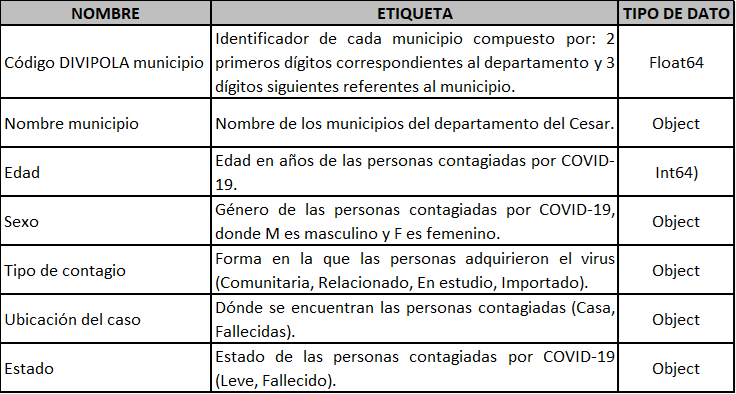 NOMBRE ETIQUETA TIPO DE DATO
Código DIVIPOLA municipio
Identificador de cada municipio compuesto por: 2
primeros dígitos correspondientes al departamento y 3
dígitos siguientes referentes al municipio.
Float64
Nombre municipio
Nombre de los municipios del departamento del Cesar.
Object
Edad
Edad en años de las personas contagiadas por COVID-
19.
Int64)
Sexo
Género de las personas contagiadas por COVID-19,
donde M es masculino y F es femenino.
Object
Tipo de contagio
Forma en la que las personas adquirieron el virus
(Comunitaria, Relacionado, En estudio, Importado).
Object
Ubicación del caso
Dónde se encuentran las personas contagiadas (Casa,
Fallecidas).
Object
Estado
Estado de las personas contagiadas por COVID-19
(Leve, Fallecido).
Object